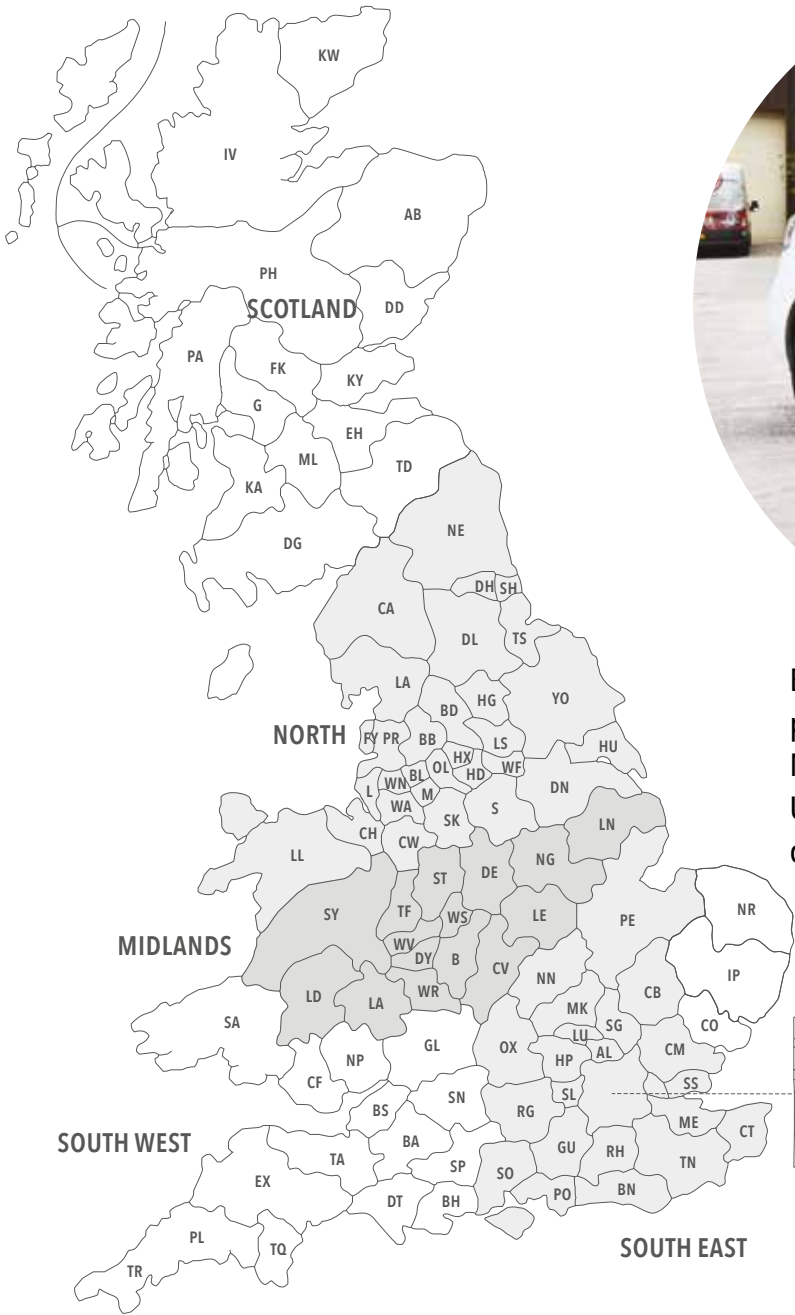 KW
IV
AB
PH
SCOTLAND
DD
PA
FK
KY
G
EH
ML
TD
KA
DG
NE
DH
SH
CA
DL
TS
LA
HG
YO
BD
NORTH
FY
PR
BB
LS
HU
HX
OL
WF
BL
HD
WN
L
M
DN
WA
S
SK
LN
CH
CW
LL
ST
DE
NG
SY
TF
WS
LE
PE
NR
MIDLANDS
WV
DY
B
CV
IP
NN
LD
LA
WR
CB
SA
MK
SG
CO
LU
GL
OX
AL
CM
NP
HP
CF
SS
SL
SN
BS
RG
ME
CT
SOUTH WEST
BA
GU
RH
TN
TA
SP
SO
EX
DT
BH
PO
BN
PL
TQ
SOUTH EAST
TR